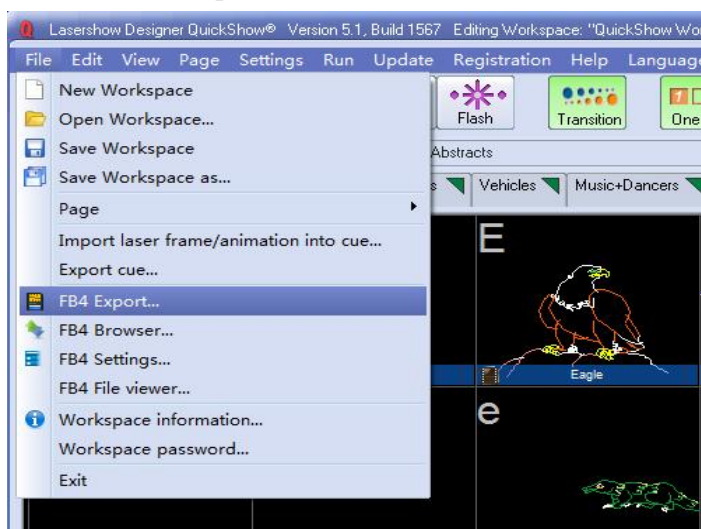 Lasershow Designer QuickShow® Version 5.1, Build 1567 Editing Workspace: "QuickShow Wo
File Edit View Page Settings Run Update Registration Help Languag
New Workspace
Open Workspace...
Save Workspace
Save Workspace as...
Page
Import laser frame/animation into cue...
Export cue...
FB4 Export...
FB4 Browser...
FB4 Settings...
FB4 File viewer...
Workspace information...
Workspace password...
Exit
Flash Transition One
Abstracts
s Vehicles Music+Dancers
E
Eagle
e